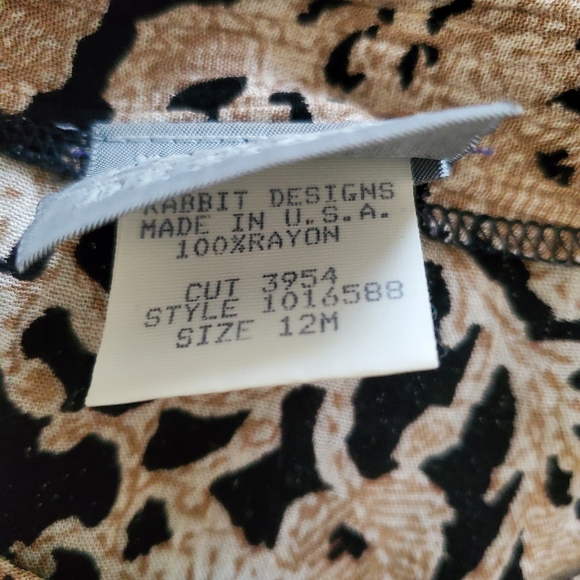 RABBIT DESIGNS
MADE IN U.S.A.
100%RAYON
CUT 3954
STYLE 1016588
SIZE 12M